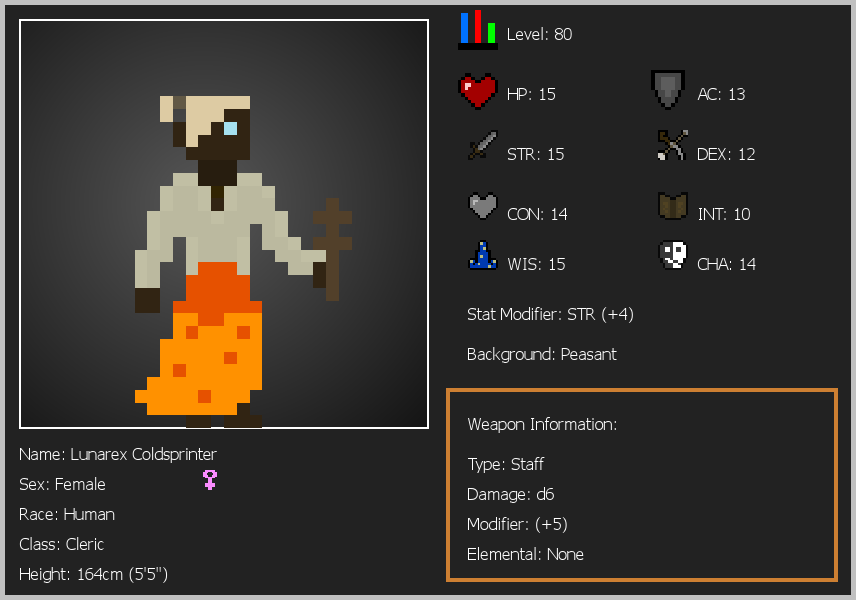 Level: 80
HP: 15
AC: 13
STR: 15
DEX: 12
CON: 14
INT: 10
WIS: 15
CHA: 14
Stat Modifier: STR (+4)
Background: Peasant
Weapon Information:
Type: Staff
Damage: d6
Modifier: (+5)
Elemental: None
Name: Lunarex Coldsprinter
Sex: Female
Race: Human
Class: Cleric
Height: 164cm (5'5")